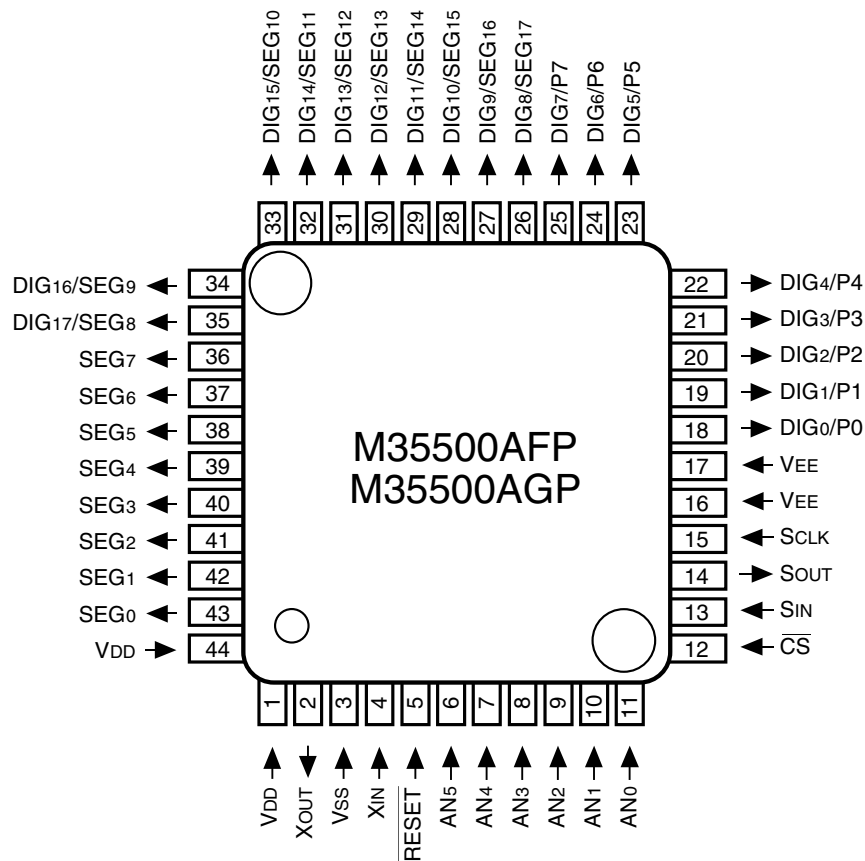 DIG15/SEG10
DIG14/SEG11
DIG13/SEG12
DIG12/SEG13
DIG11/SEG14
DIG10/SEG15
DIG9/SEG16
DIG8/SEG17
DIG7/P7
DIG6/P6
DIG5/P5
33
32
31
30
29
28
27
26
25
24
23
DIG16/SEG9
34
DIG17/SEG8
35
SEG7
36
SEG6
37
SEG5
38
SEG4
39
SEG3
40
SEG2
41
SEG1
42
SEG0
43
VDD
44
M35500AFP
M35500AGP
22
DIG4/P4
21
DIG3/P3
20
DIG2/P2
19
DIG1/P1
18
DIG0/P0
17
VEE
16
VEE
15
SCLK
14
SOUT
13
SIN
12
CS
1
2
3
4
5
6
7
8
9
10
11
VDD
XOUT
VSS
XIN
RESET
AN5
AN4
AN3
AN2
AN1
AN0